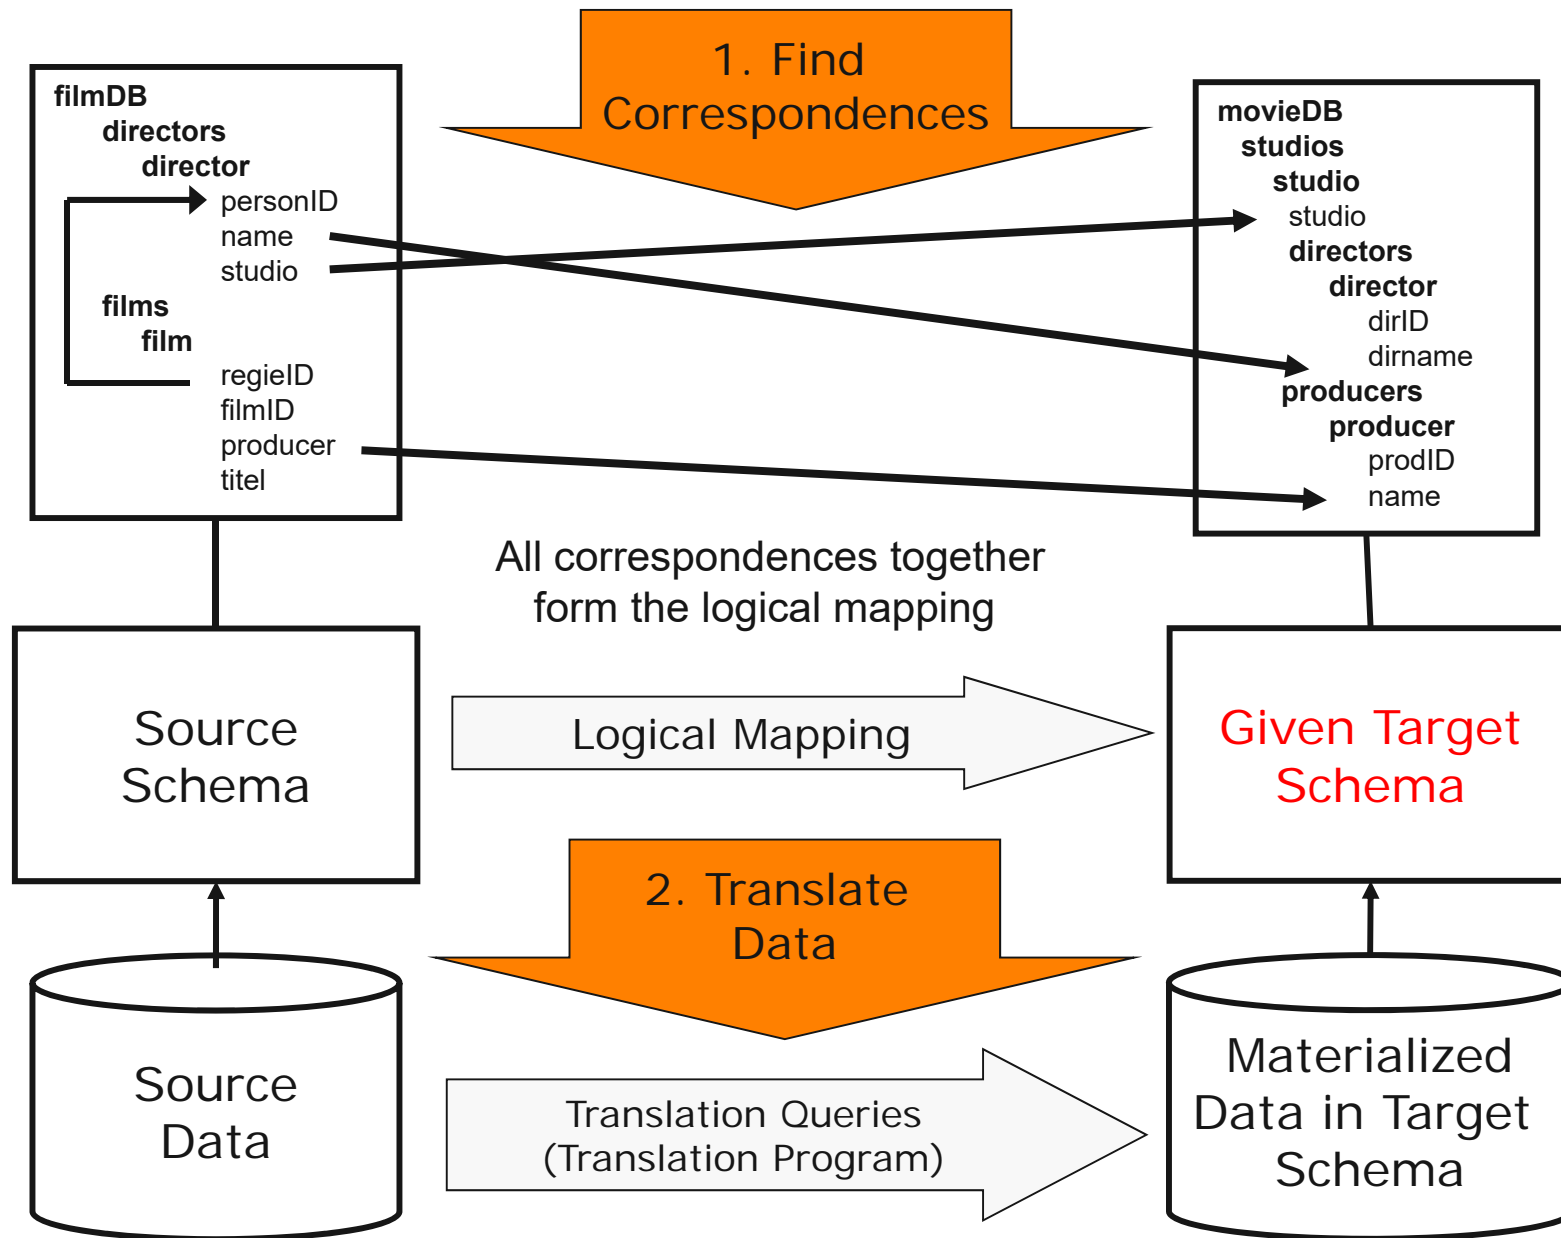 1. Find
Correspondences
filmDB
directors
director
personID
name
studio
films
film
regieID
filmID
producer
titel
movieDB
studios
studio
studio
directors
director
dirID
dirname
producers
producer
prodID
name
All correspondences together
form the logical mapping
Source
Schema
Logical Mapping
Given Target
Schema
2. Translate
Data
Source
Data
Translation Queries
(Translation Program)
Materialized
Data in Target
Schema